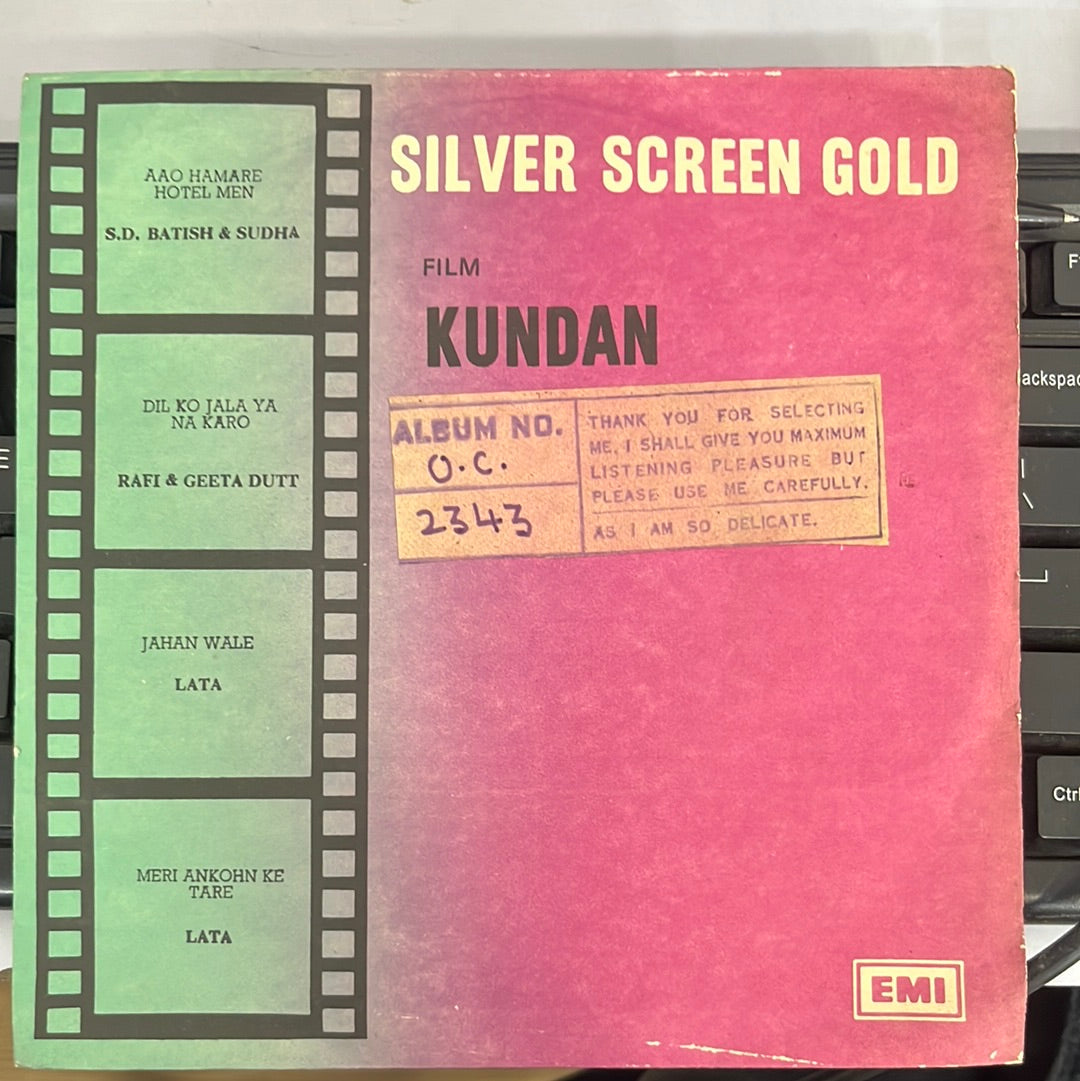 SILVER SCREEN GOLD
FILM
KUNDAN
AAO HAMARE
HOTEL MEN
S.D. BATISH & SUDHA
DIL KO JALA YA
NA KARO
RAFI & GEETA DUTT
JAHAN WALE
LATA
MERI ANKOHN KE
TARE
LATA
ALBUM NO.
O.C.
2343
THANK YOU FOR SELECTING
ME, I SHALL GIVE YOU MAXIMUM
LISTENING PLEASURE BUT
PLEASE USE ME CAREFULLY.
AS I AM SO DELICATE.
EMI
ackspac
Ctrl